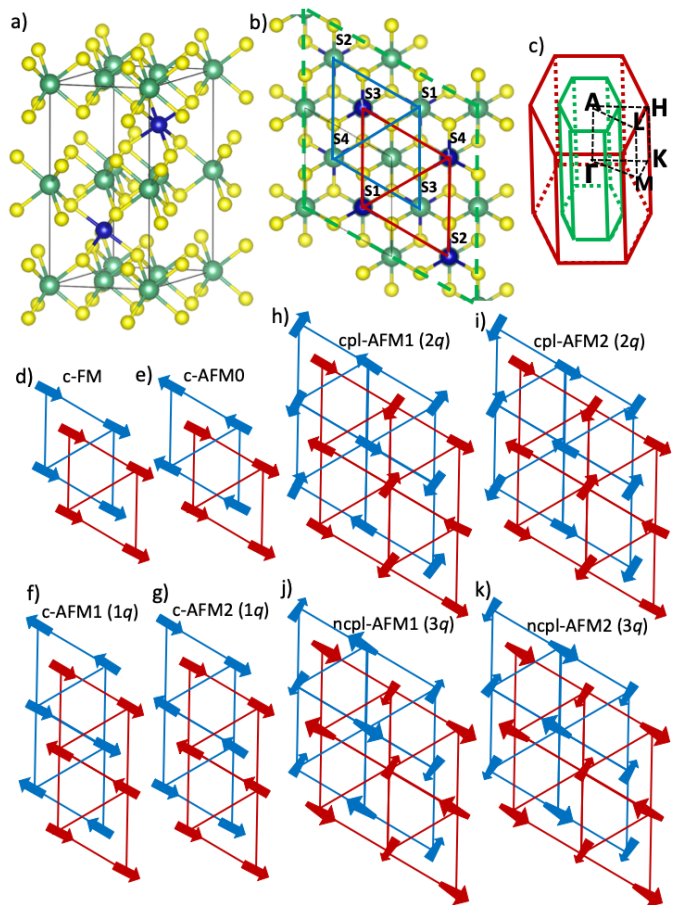 a)
b)
c)
S2
S3
S1
S4
S4
S1
S3
S2
A
H
L
Γ
K
M
d)
c-FM
e)
c-AFM0
h)
cpl-AFM1 (2q)
i)
cpl-AFM2 (2q)
f)
c-AFM1 (1q)
g)
c-AFM2 (1q)
j)
ncpl-AFM1 (3q)
k)
ncpl-AFM2 (3q)